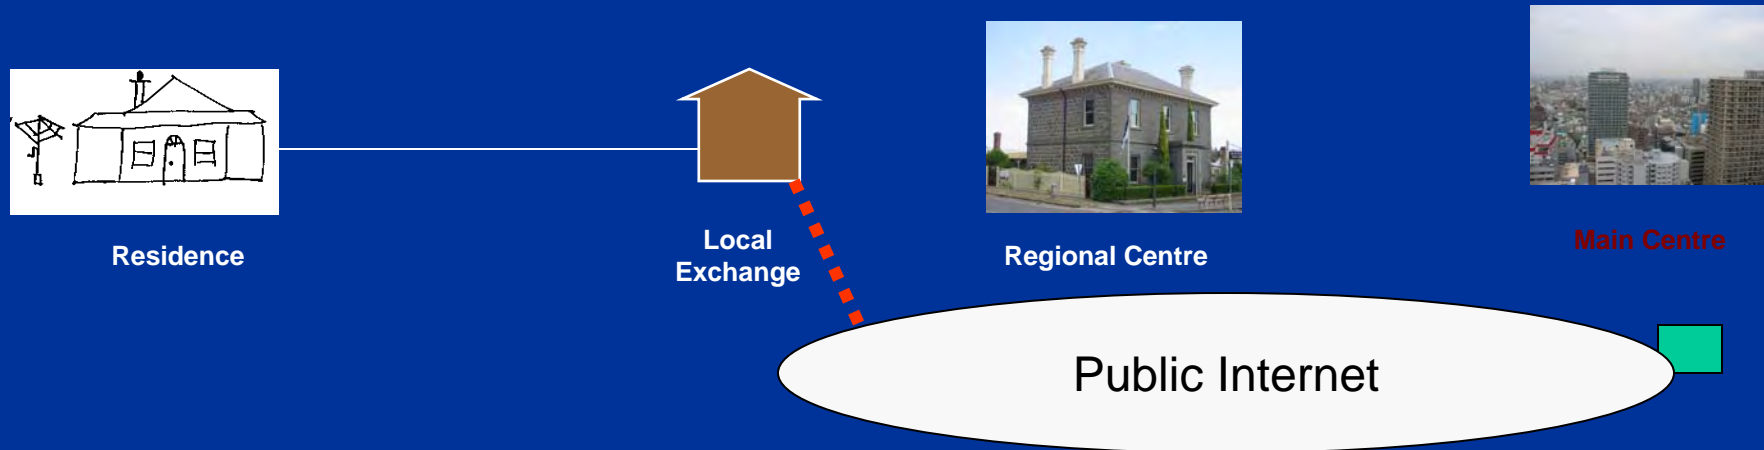 Residence
Local
Exchange
Regional Centre
Main Centre
Public Internet